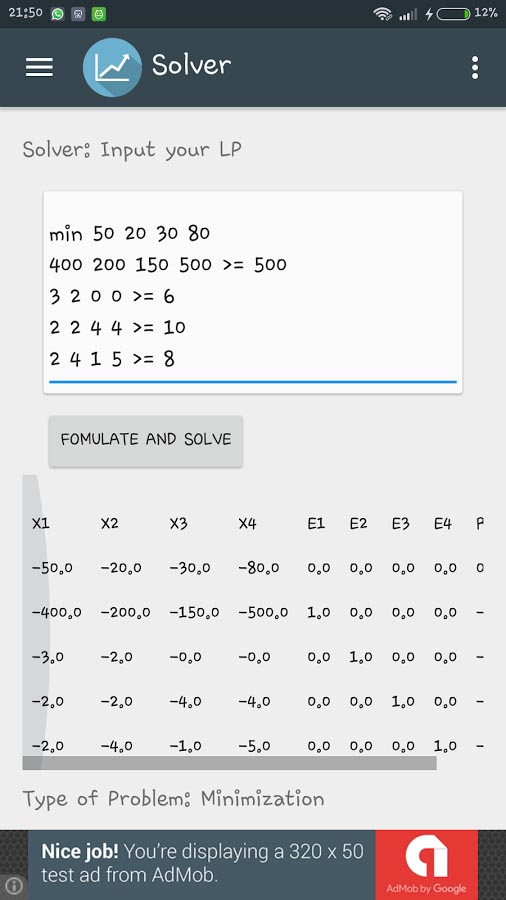 21:50 12%
Solver
Solver: Input your LP
min 50 20 30 80
400 200 150 500 >= 500
3 2 0 0 >= 6
2 2 4 4 >= 10
2 4 1 5 >= 8
FOMULATE AND SOLVE
X1 X2 X3 X4 E1 E2 E3 E4
-50.0 -20.0 -30.0 -80.0 0.0 0.0 0.0 0.0 0
-400.0 -200.0 -150.0 -500.0 1.0 0.0 0.0 0.0 -
-3.0 -2.0 -0.0 -0.0 0.0 1.0 0.0 0.0 -
-2.0 -2.0 -4.0 -4.0 0.0 0.0 1.0 0.0 -
-2.0 -4.0 -1.0 -5.0 0.0 0.0 0.0 1.0 -
Type of Problem: Minimization
Nice job! You're displaying a 320 x 50
test ad from AdMob.
AdMob by Google